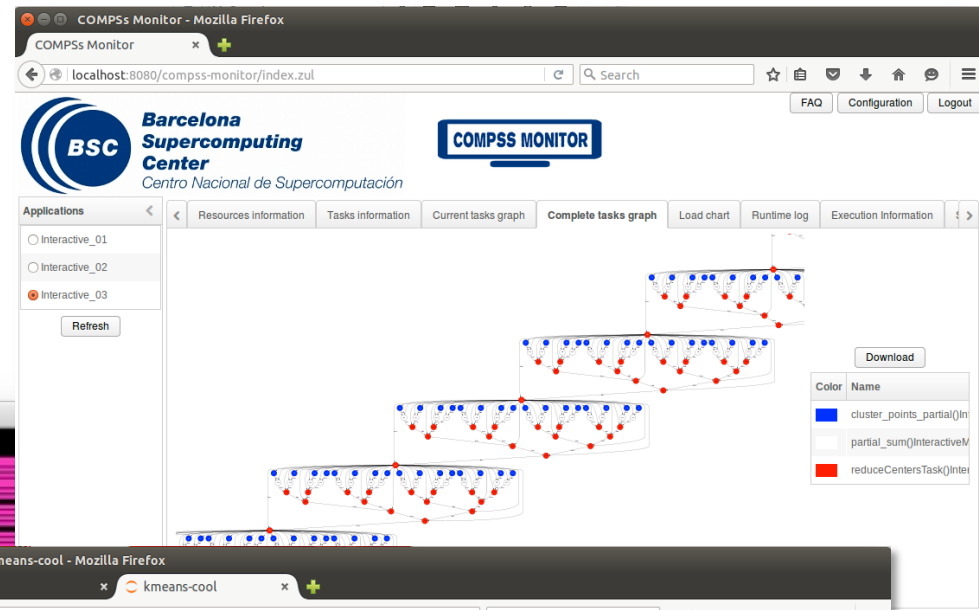 COMPSs Monitor - Mozilla Firefox
COMPSs Monitor
localhost:8080/compss-monitor/index.zul
Search
FAQ
Configuration
Logout
BSC
Barcelona
Supercomputing
Center
Centro Nacional de Supercomputación
COMPSS MONITOR
Applications
Resources information
Tasks information
Current tasks graph
Complete tasks graph
Load chart
Runtime log
Execution Information
Interactive_01
Interactive_02
Interactive_03
Refresh
Download
Color
Name
cluster_points_partial()In
partial_sum()InteractiveM
reduceCentersTask()Inter
means-cool - Mozilla Firefox
kmeans-cool